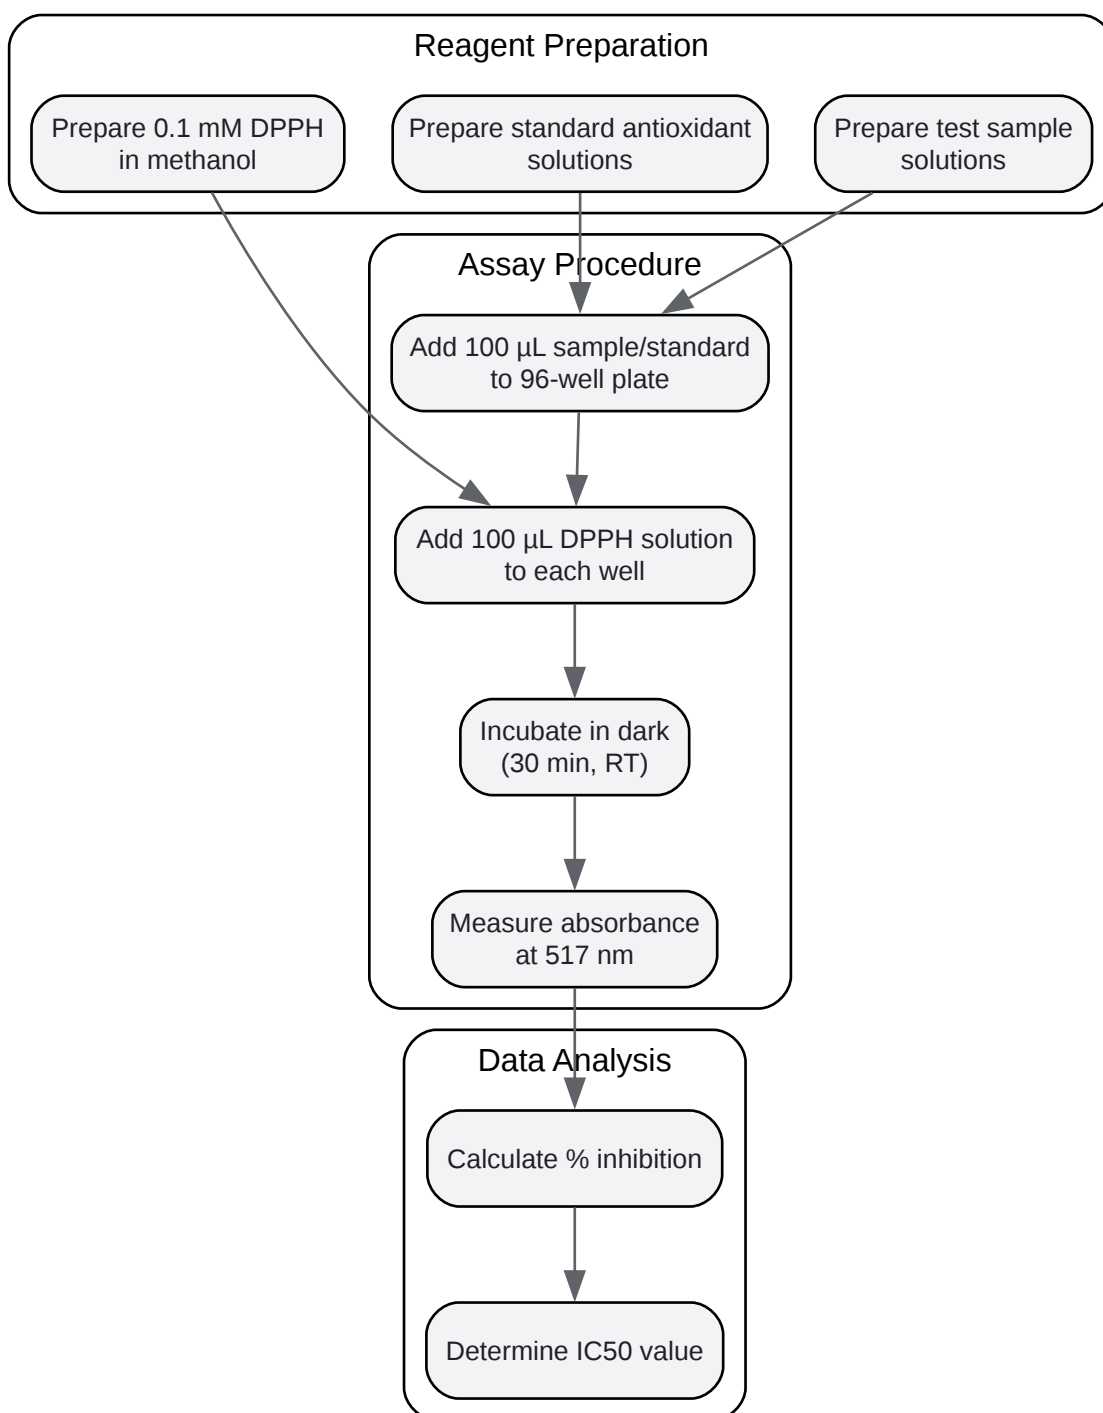 Reagent Preparation
Prepare 0.1 mM DPPH
in methanol
Prepare standard antioxidant
solutions
Prepare test sample
solutions
Assay Procedure
Add 100 µL sample/standard
to 96-well plate
Add 100 µL DPPH solution
to each well
Incubate in dark
(30 min, RT)
Measure absorbance
at 517 nm
Data Analysis
Calculate % inhibition
Determine IC50 value